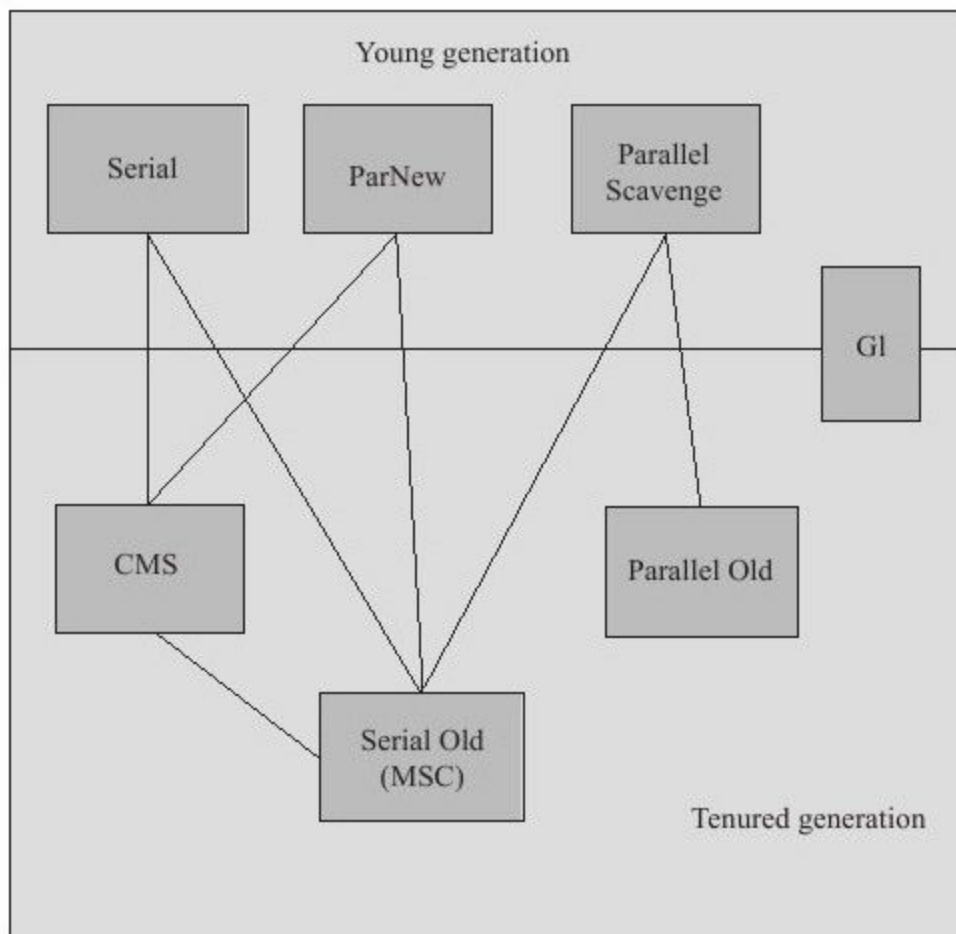 Young generation
Serial
ParNew
Parallel
Scavenge
Gl
CMS
Parallel Old
Serial Old
(MSC)
Tenured generation